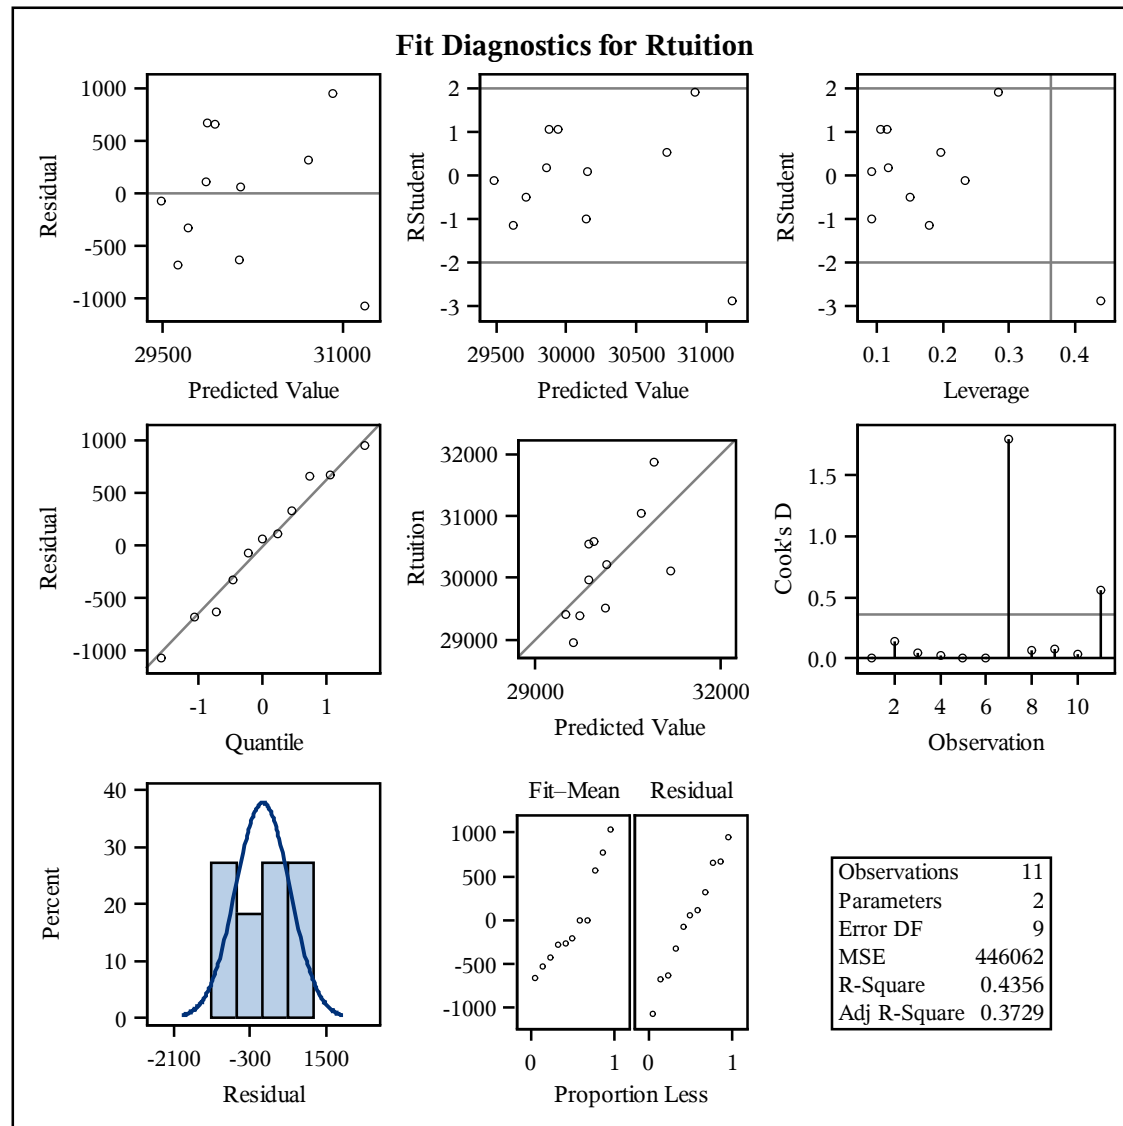 Fit Diagnostics for Rtuition
1000
500
0
-500
-1000
Residual
29500 31000
Predicted Value
2
1
0
-1
-2
-3
RStudent
29500 30000 30500 31000
Predicted Value
2
1
0
-1
-2
-3
RStudent
0.1 0.2 0.3 0.4
Leverage
1000
500
0
-500
-1000
Residual
-1 0 1
Quantile
32000
31000
30000
29000
Rtuition
29000 32000
Predicted Value
1.5
1.0
0.5
0.0
Cook's D
2 4 6 8 10
Observation
40
30
20
10
0
Percent
-2100 -300 1500
Residual
Fit–Mean Residual
1000
500
0
-500
-1000
0 1 0 1
Proportion Less
Observations 11
Parameters 2
Error DF 9
MSE 446062
R-Square 0.4356
Adj R-Square 0.3729